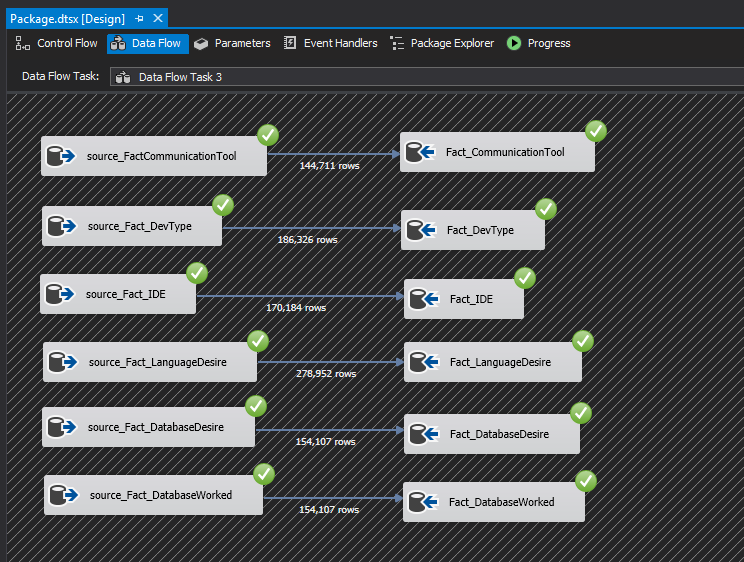 Package.dtsx [Design]
Control Flow Data Flow Parameters Event Handlers Package Explorer Progress
Data Flow Task: Data Flow Task 3
source_FactCommunicationTool 144,711 rows Fact_CommunicationTool
source_Fact_DevType 186,326 rows Fact_DevType
source_Fact_IDE 170,184 rows Fact_IDE
source_Fact_LanguageDesire 278,952 rows Fact_LanguageDesire
source_Fact_DatabaseDesire 154,107 rows Fact_DatabaseDesire
source_Fact_DatabaseWorked 154,107 rows Fact_DatabaseWorked